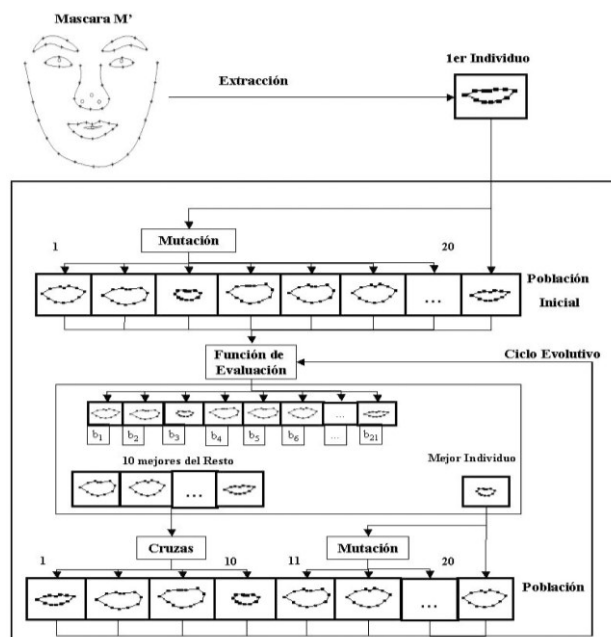 Mascara M'
1er Individuo
Extracción
Mutación
1
20
Población
Inicial
...
Función de
Evaluación
Ciclo Evolutivo
...
b1
b2
b3
b4
b5
b6
...
b21
10 mejores del Resto
Mejor Individuo
...
Cruzas
Mutación
1
10
11
20
Población
...